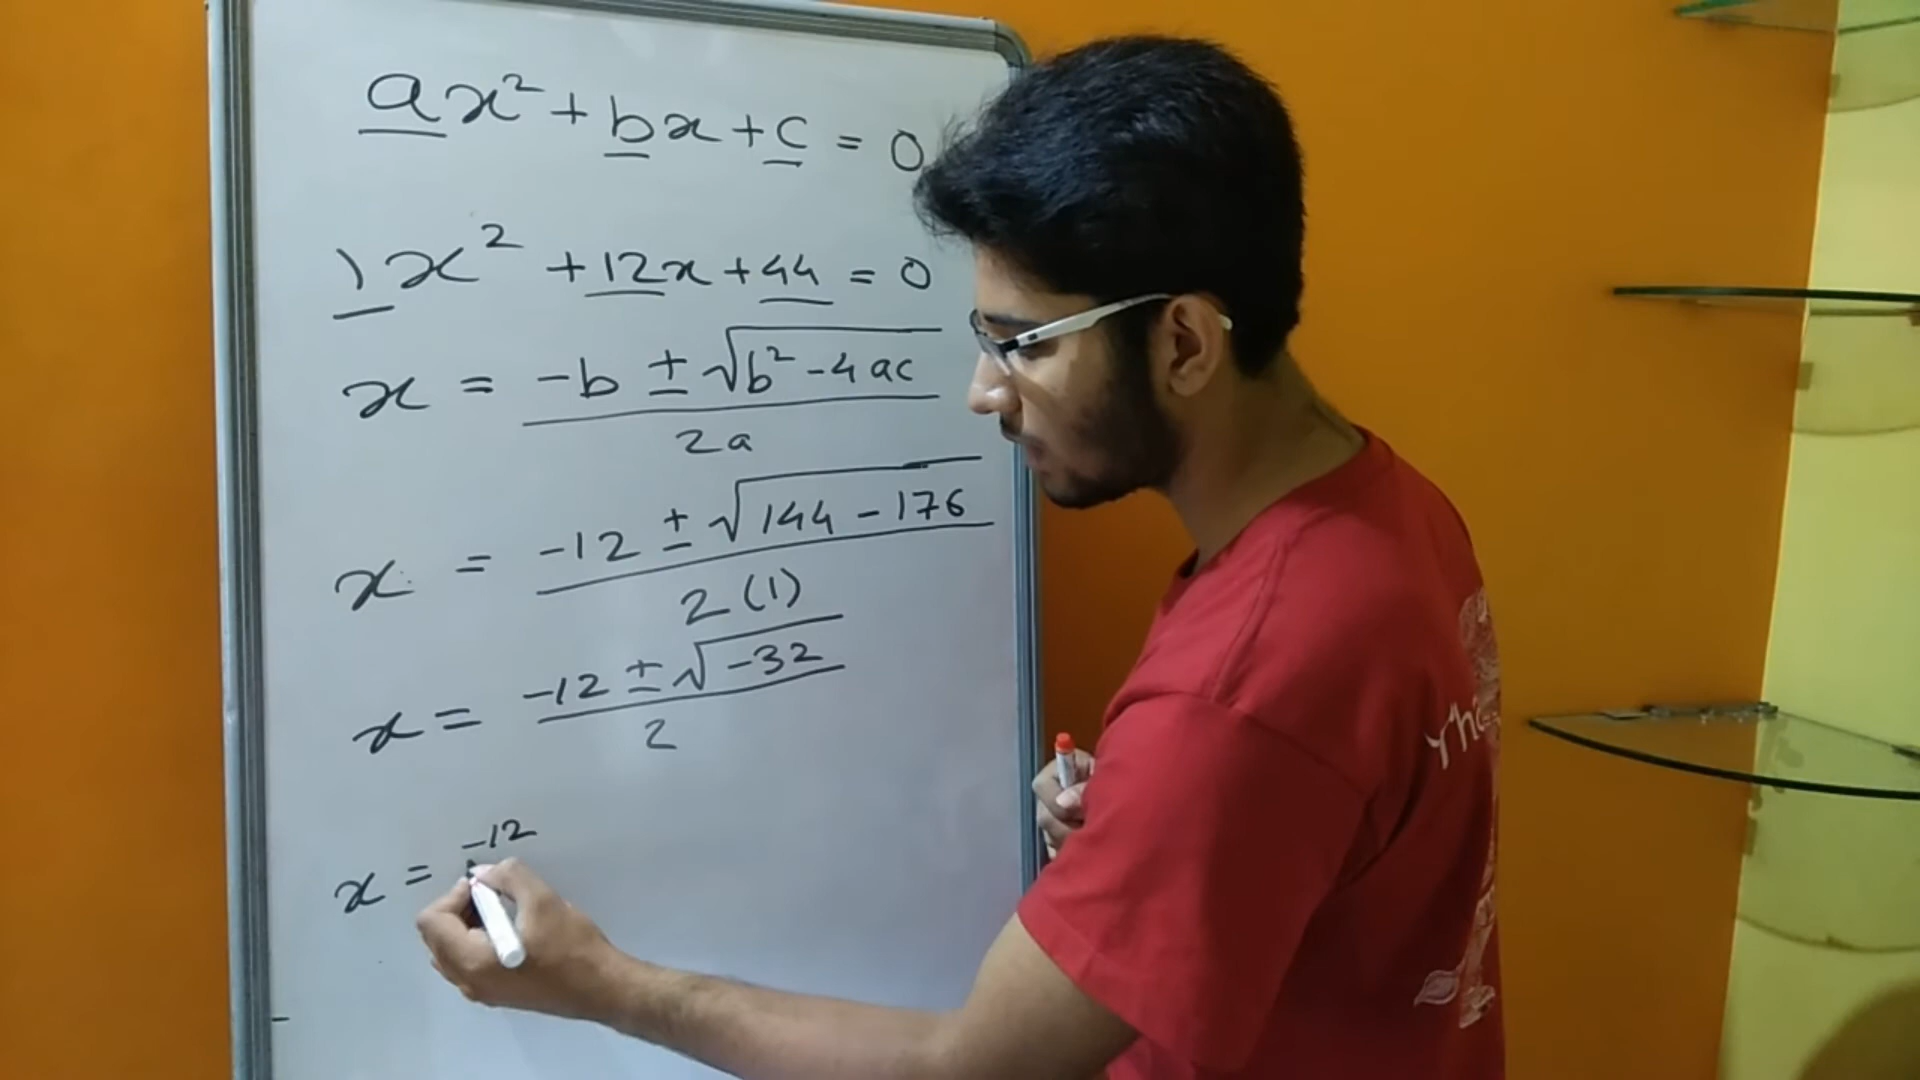 ax² + bx + c = 0
1x² + 12x + 44 = 0
x = -b ± √b² - 4ac
2a
x = -12 ± √144 - 176
2(1)
x = -12 ± √-32
2
x = -12